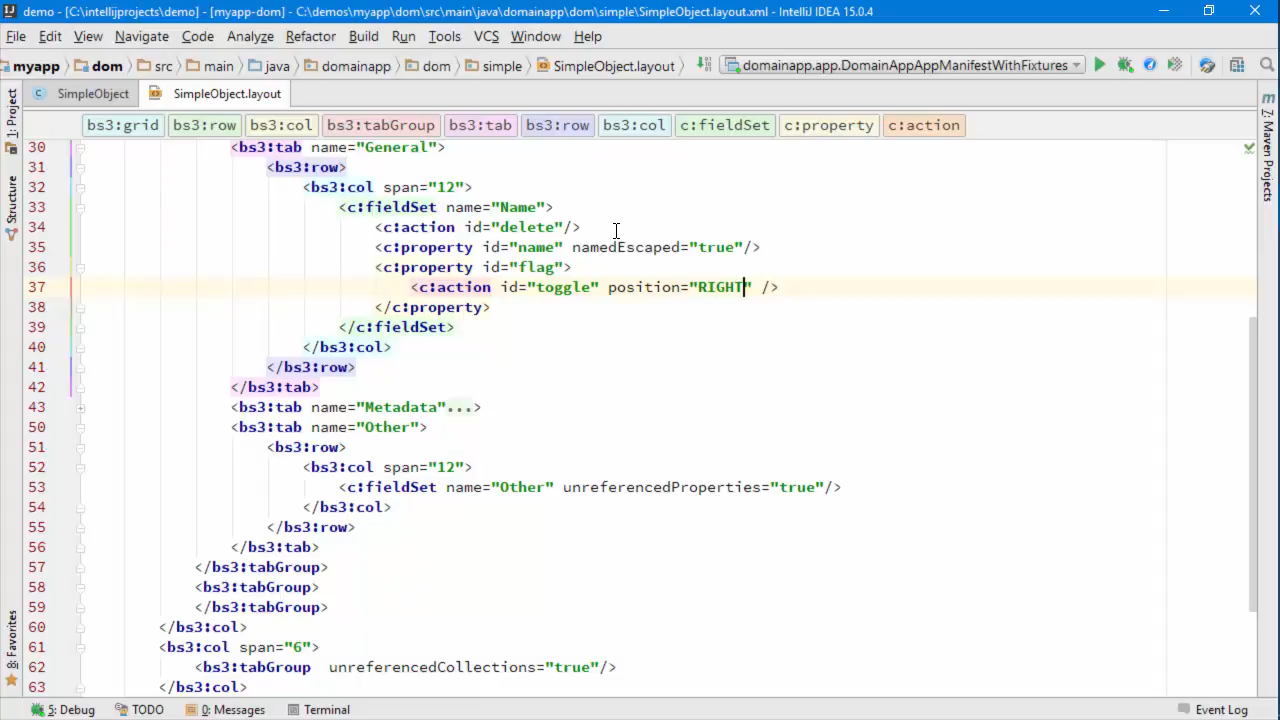 demo - [C:\intellijprojects\demo] - [myapp-dom] - C:\demos\myapp\dom\src\main\java\domainapp\dom\simple\SimpleObject.layout.xml - IntelliJ IDEA 15.0.4
File Edit View Navigate Code Analyze Refactor Build Run Tools VCS Window Help
myapp dom src main java domainapp dom simple SimpleObject.layout domainapp.app.DomainAppAppManifestWithFixtures
SimpleObject SimpleObject.layout
bs3:grid bs3:row bs3:col bs3:tabGroup bs3:tab bs3:row bs3:col c:fieldSet c:property c:action
30 <bs3:tab name="General">
31 <bs3:row>
32 <bs3:col span="12">
33 <c:fieldSet name="Name">
34 <c:action id="delete"/>
35 <c:property id="name" namedEscaped="true"/>
36 <c:property id="flag">
37 <c:action id="toggle" position="RIGHT" />
38 </c:property>
39 </c:fieldSet>
40 </bs3:col>
41 </bs3:row>
42 </bs3:tab>
43 <bs3:tab name="Metadata"...>
50 <bs3:tab name="Other">
51 <bs3:row>
52 <bs3:col span="12">
53 <c:fieldSet name="Other" unreferencedProperties="true"/>
54 </bs3:col>
55 </bs3:row>
56 </bs3:tab>
57 </bs3:tabGroup>
58 <bs3:tabGroup>
59 </bs3:tabGroup>
60 </bs3:col>
61 <bs3:col span="6">
62 <bs3:tabGroup  unreferencedCollections="true"/>
63 </bs3:col>
1: Project
Structure
8: Favorites
m
7: Maven Projects
5: Debug TODO 0: Messages Terminal Event Log